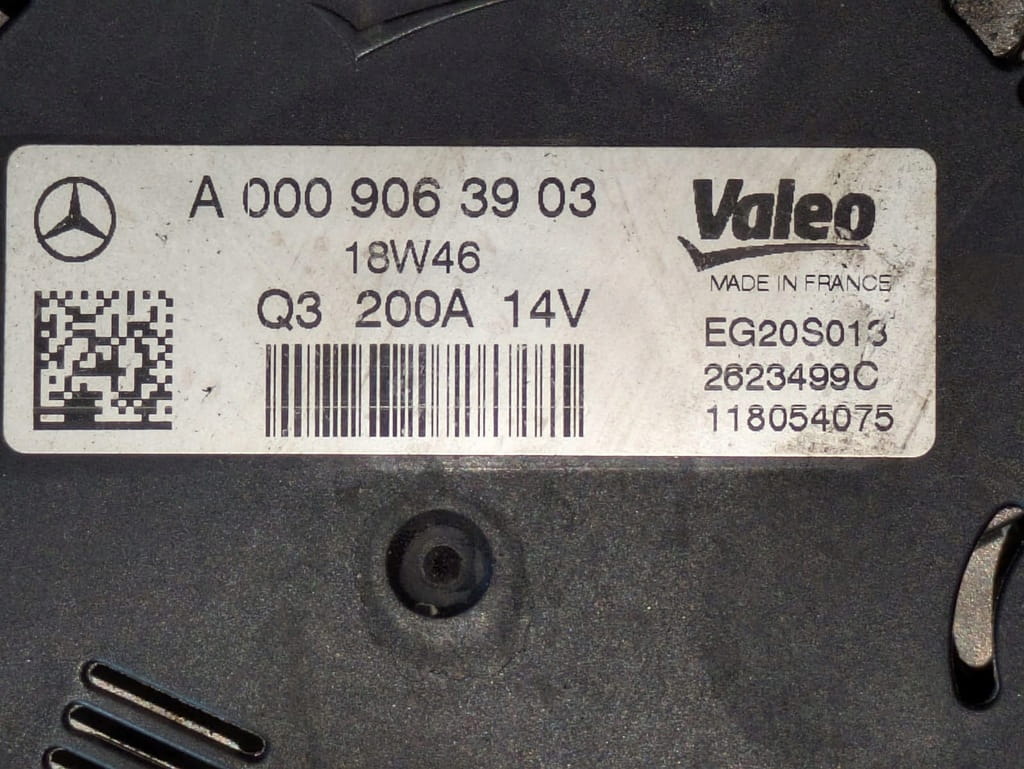 A 000 906 39 03
18W46
Q3 200A 14V
Valeo
MADE IN FRANCE
EG20S013
2623499C
118054075